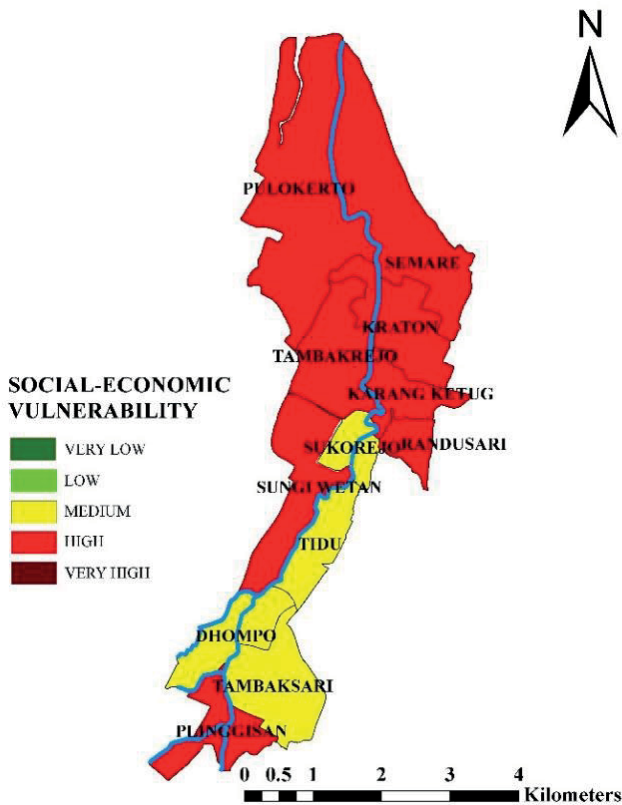 N
PULOKERTO
SEMARE
KRATON
TAMBAKREJO
KARANG KETUG
SUKOREJO
RANDUSARI
SUNGI WETAN
TIDU
DHOMPO
TAMBAKSARI
PLINGGISAN
SOCIAL-ECONOMIC
VULNERABILITY
VERY LOW
LOW
MEDIUM
HIGH
VERY HIGH
0 0.5 1 2 3 4
Kilometers